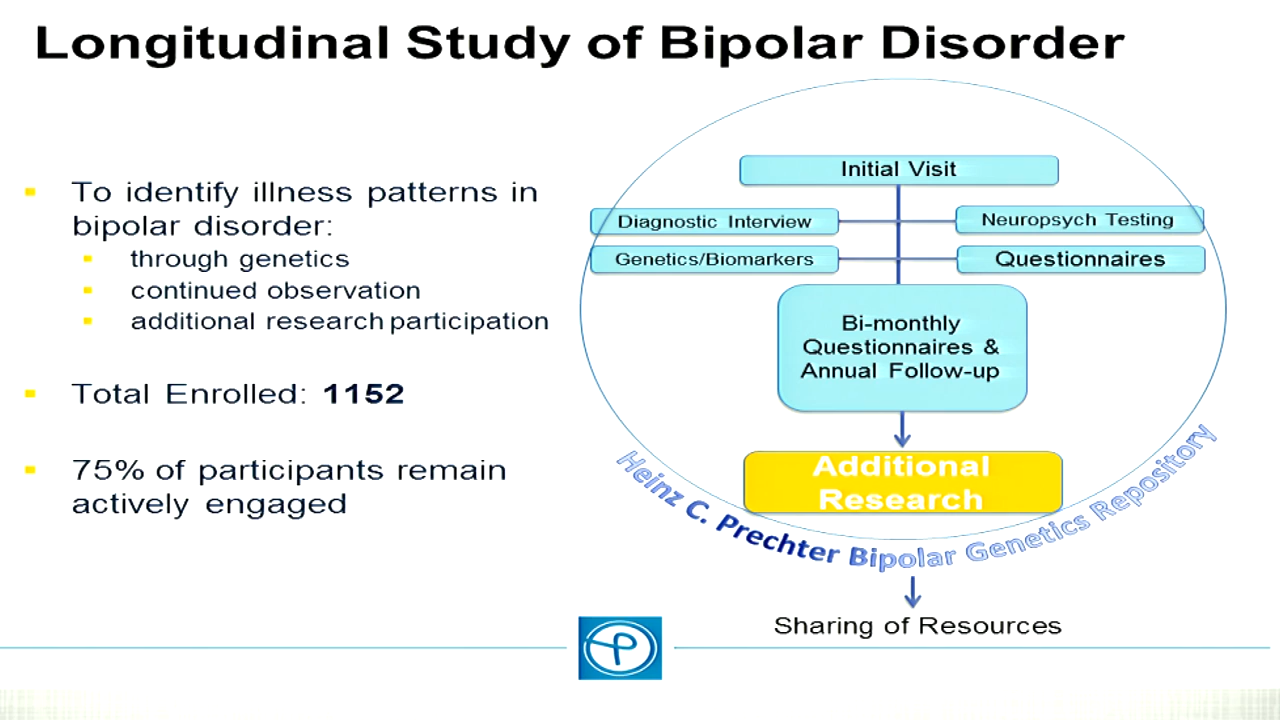 Longitudinal Study of Bipolar Disorder
To identify illness patterns in
bipolar disorder:
through genetics
continued observation
additional research participation
Total Enrolled: 1152
75% of participants remain
actively engaged
Initial Visit
Diagnostic Interview
Neuropsych Testing
Genetics/Biomarkers
Questionnaires
Bi-monthly
Questionnaires &
Annual Follow-up
Additional
Research
Heinz C. Prechter Bipolar Genetics Repository
Sharing of Resources